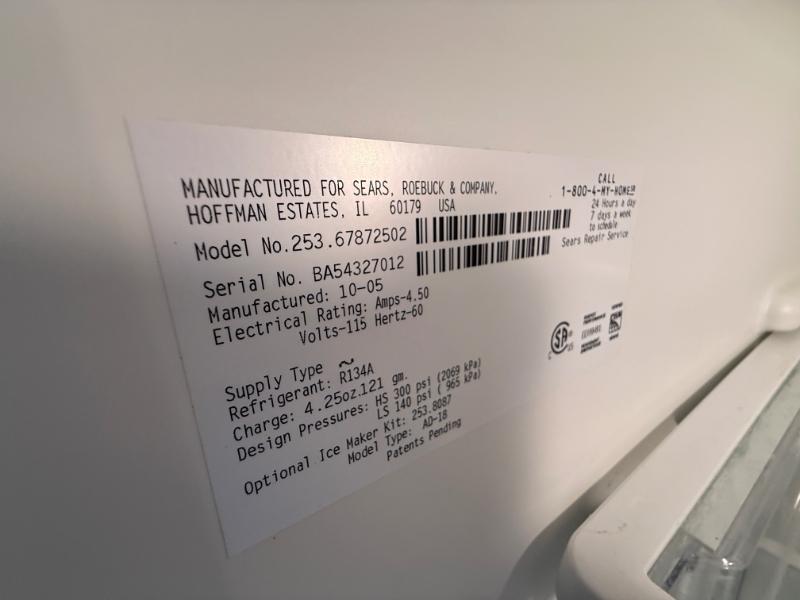 MANUFACTURED FOR SEARS, ROEBUCK & COMPANY,
HOFFMAN ESTATES, IL 60179 USA
Model No.253.67872502
Serial No. BA54327012
Manufactured: 10-05
Electrical Rating: Amps-4.50
Volts-115 Hertz-60
CALL
1-800-4-MY-HOME
24 Hours a day
7 days a week
to schedule
Sears Repair Service
Supply Type ~
Refrigerant: R134A
Charge: 4.25oz.121 gm.
Design Pressures: HS 300 psi (2069 kPa)
LS 140 psi ( 965 kPa)
Optional Ice Maker Kit: 253.8087
Model Type: AD-18
Patents Pending
SA
C US